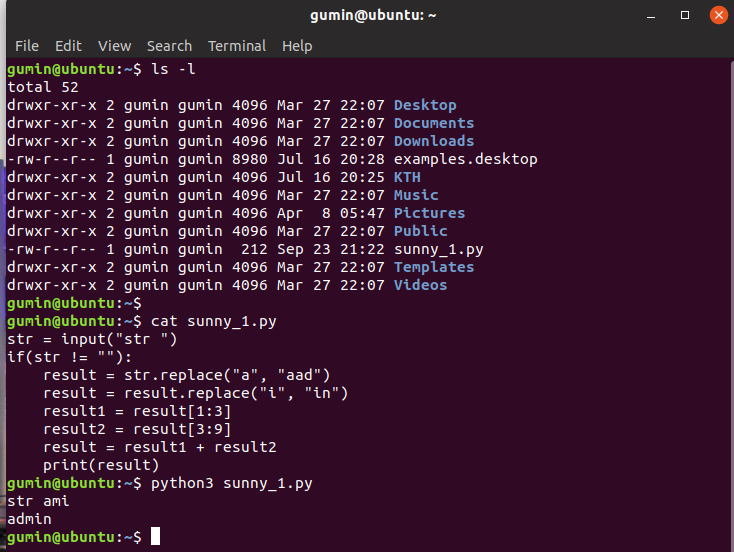 gumin@ubuntu: ~
File Edit View Search Terminal Help
gumin@ubuntu:~$ ls -l
total 52
drwxr-xr-x 2 gumin gumin 4096 Mar 27 22:07 Desktop
drwxr-xr-x 2 gumin gumin 4096 Mar 27 22:07 Documents
drwxr-xr-x 2 gumin gumin 4096 Mar 27 22:07 Downloads
-rw-r--r-- 1 gumin gumin 8980 Jul 16 20:28 examples.desktop
drwxr-xr-x 2 gumin gumin 4096 Jul 16 20:25 KTH
drwxr-xr-x 2 gumin gumin 4096 Mar 27 22:07 Music
drwxr-xr-x 2 gumin gumin 4096 Apr  8 05:47 Pictures
drwxr-xr-x 2 gumin gumin 4096 Mar 27 22:07 Public
-rw-r--r-- 1 gumin gumin  212 Sep 23 21:22 sunny_1.py
drwxr-xr-x 2 gumin gumin 4096 Mar 27 22:07 Templates
drwxr-xr-x 2 gumin gumin 4096 Mar 27 22:07 Videos
gumin@ubuntu:~$
gumin@ubuntu:~$ cat sunny_1.py
str = input("str ")
if(str != ""):
    result = str.replace("a", "aad")
    result = result.replace("i", "in")
    result1 = result[1:3]
    result2 = result[3:9]
    result = result1 + result2
    print(result)
gumin@ubuntu:~$ python3 sunny_1.py
str ami
admin
gumin@ubuntu:~$